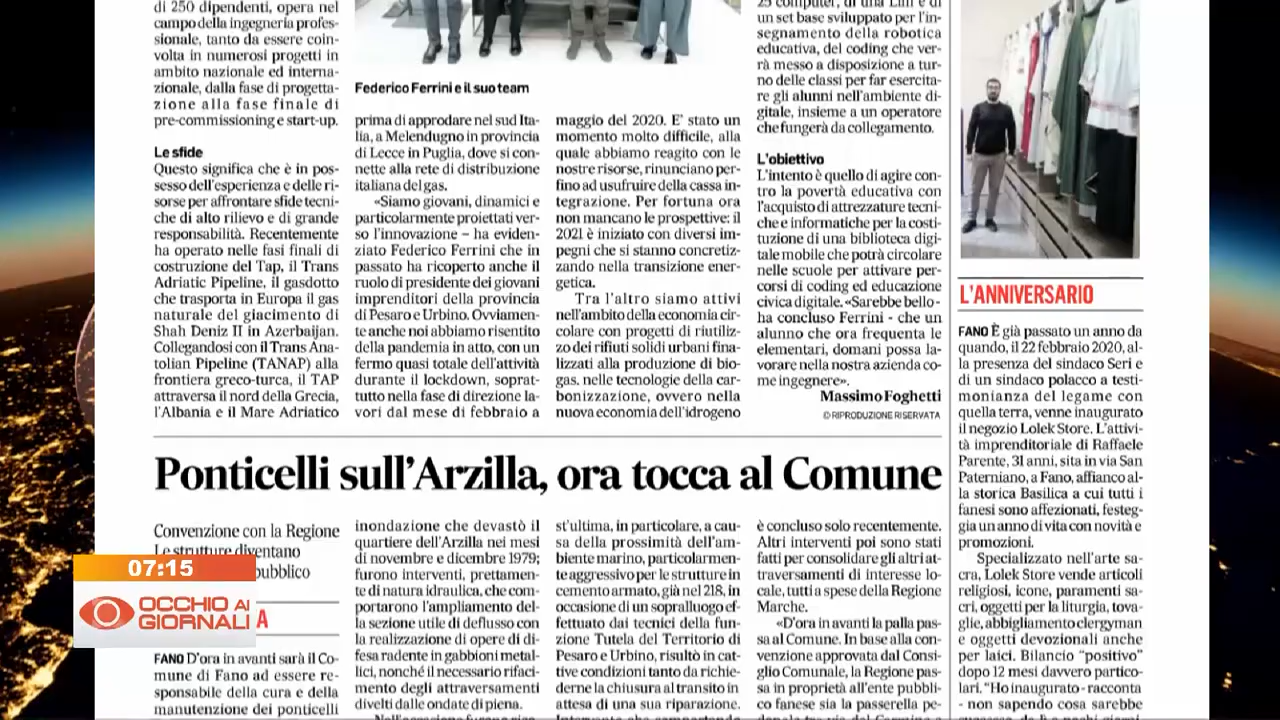 di 250 dipendenti, opera nel
campo della ingegneria profes-
sionale, tanto da essere coin-
volta in numerosi progetti in
ambito nazionale ed interna-
zionale, dalla fase di progetta-
zione alla fase finale di
pre-commissioning e start-up.
Le sfide
Questo significa che è in pos-
sesso dell'esperienza e delle ri-
sorse per affrontare sfide tecni-
che di alto rilievo e di grande
responsabilità. Recentemente
ha operato nelle fasi finali di
costruzione del Tap, il Trans
Adriatic Pipeline, il gasdotto
che trasporta in Europa il gas
naturale del giacimento di
Shah Deniz II in Azerbaijan.
Collegandosi con il Trans Ana-
tolian Pipeline (TANAP) alla
frontiera greco-turca, il TAP
attraversa il nord della Grecia,
l'Albania e il Mare Adriatico
Federico Ferrini e il suo team
prima di approdare nel sud Ita-
lia, a Melendugno in provincia
di Lecce in Puglia, dove si con-
nette alla rete di distribuzione
italiana del gas.
«Siamo giovani, dinamici e
particolarmente proiettati ver-
so l'innovazione – ha eviden-
ziato Federico Ferrini che in
passato ha ricoperto anche il
ruolo di presidente dei giovani
imprenditori della provincia
di Pesaro e Urbino. Ovviamen-
te anche noi abbiamo risentito
della pandemia in atto, con un
fermo quasi totale dell'attività
durante il lockdown, soprat-
tutto nella fase di direzione la-
vori dal mese di febbraio a
maggio del 2020. E' stato un
momento molto difficile, alla
quale abbiamo reagito con le
nostre risorse, rinunciano per-
fino ad usufruire della cassa in-
tegrazione. Per fortuna ora
non mancano le prospettive: il
2021 è iniziato con diversi im-
pegni che si stanno concretiz-
zando nella transizione ener-
getica.
Tra l'altro siamo attivi
nell'ambito della economia cir-
colare con progetti di riutiliz-
zo dei rifiuti solidi urbani fina-
lizzati alla produzione di bio-
gas. nelle tecnologie della car-
bonizzazione, ovvero nella
nuova economia dell'idrogeno
25 computer, di una Lim e di
un set base sviluppato per l'in-
segnamento della robotica
educativa, del coding che ver-
rà messo a disposizione a tur-
no delle classi per far esercita-
re gli alunni nell'ambiente di-
gitale, insieme a un operatore
che fungerà da collegamento.
L'obiettivo
L'intento è quello di agire con-
tro la povertà educativa con
l'acquisto di attrezzature tecni-
che e informatiche per la costi-
tuzione di una biblioteca digi-
tale mobile che potrà circolare
nelle scuole per attivare per-
corsi di coding ed educazione
civica digitale. «Sarebbe bello-
ha concluso Ferrini - che un
alunno che ora frequenta le
elementari, domani possa la-
vorare nella nostra azienda co-
me ingegnere».
Massimo Foghetti
© RIPRODUZIONE RISERVATA
L'ANNIVERSARIO
FANO È già passato un anno da
quando, il 22 febbraio 2020, al-
la presenza del sindaco Seri e
di un sindaco polacco a testi-
monianza del legame con
quella terra, venne inaugurato
il negozio Lolek Store. L'attivi-
tà imprenditoriale di Raffaele
Parente, 31 anni, sita in via San
Paterniano, a Fano, affianco al-
la storica Basilica a cui tutti i
fanesi sono affezionati, festeg-
gia un anno di vita con novità e
promozioni.
Specializzato nell'arte sa-
cra, Lolek Store vende articoli
religiosi, icone, paramenti sa-
cri, oggetti per la liturgia, tova-
glie, abbigliamento clergyman
e oggetti devozionali anche
per laici. Bilancio "positivo"
dopo 12 mesi davvero partico-
lari. "Ho inaugurato - racconta
- non sapendo cosa sarebbe
Ponticelli sull'Arzilla, ora tocca al Comune
Convenzione con la Regione
Le strutture diventano
pubblico
A
FANO D'ora in avanti sarà il Co-
mune di Fano ad essere re-
sponsabile della cura e della
manutenzione dei ponticelli
inondazione che devastò il
quartiere dell'Arzilla nei mesi
di novembre e dicembre 1979;
furono interventi, prettamen-
te di natura idraulica, che com-
portarono l'ampliamento del-
la sezione utile di deflusso con
la realizzazione di opere di di-
fesa radente in gabbioni metal-
lici, nonché il necessario rifaci-
mento degli attraversamenti
divelti dalle ondate di piena.
st'ultima, in particolare, a cau-
sa della prossimità dell'am-
biente marino, particolarmen-
te aggressivo per le strutture in
cemento armato, già nel 218, in
occasione di un sopralluogo ef-
fettuato dai tecnici della fun-
zione Tutela del Territorio di
Pesaro e Urbino, risultò in cat-
tive condizioni tanto da richie-
derne la chiusura al transito in
attesa di una sua riparazione.
è concluso solo recentemente.
Altri interventi poi sono stati
fatti per consolidare gli altri at-
traversamenti di interesse lo-
cale, tutti a spese della Regione
Marche.
«D'ora in avanti la palla pas-
sa al Comune. In base alla con-
venzione approvata dal Consi-
glio Comunale, la Regione pas-
sa in proprietà all'ente pubbli-
co fanese sia la passerella pe-
07:15
OCCHIO AI
GIORNALI